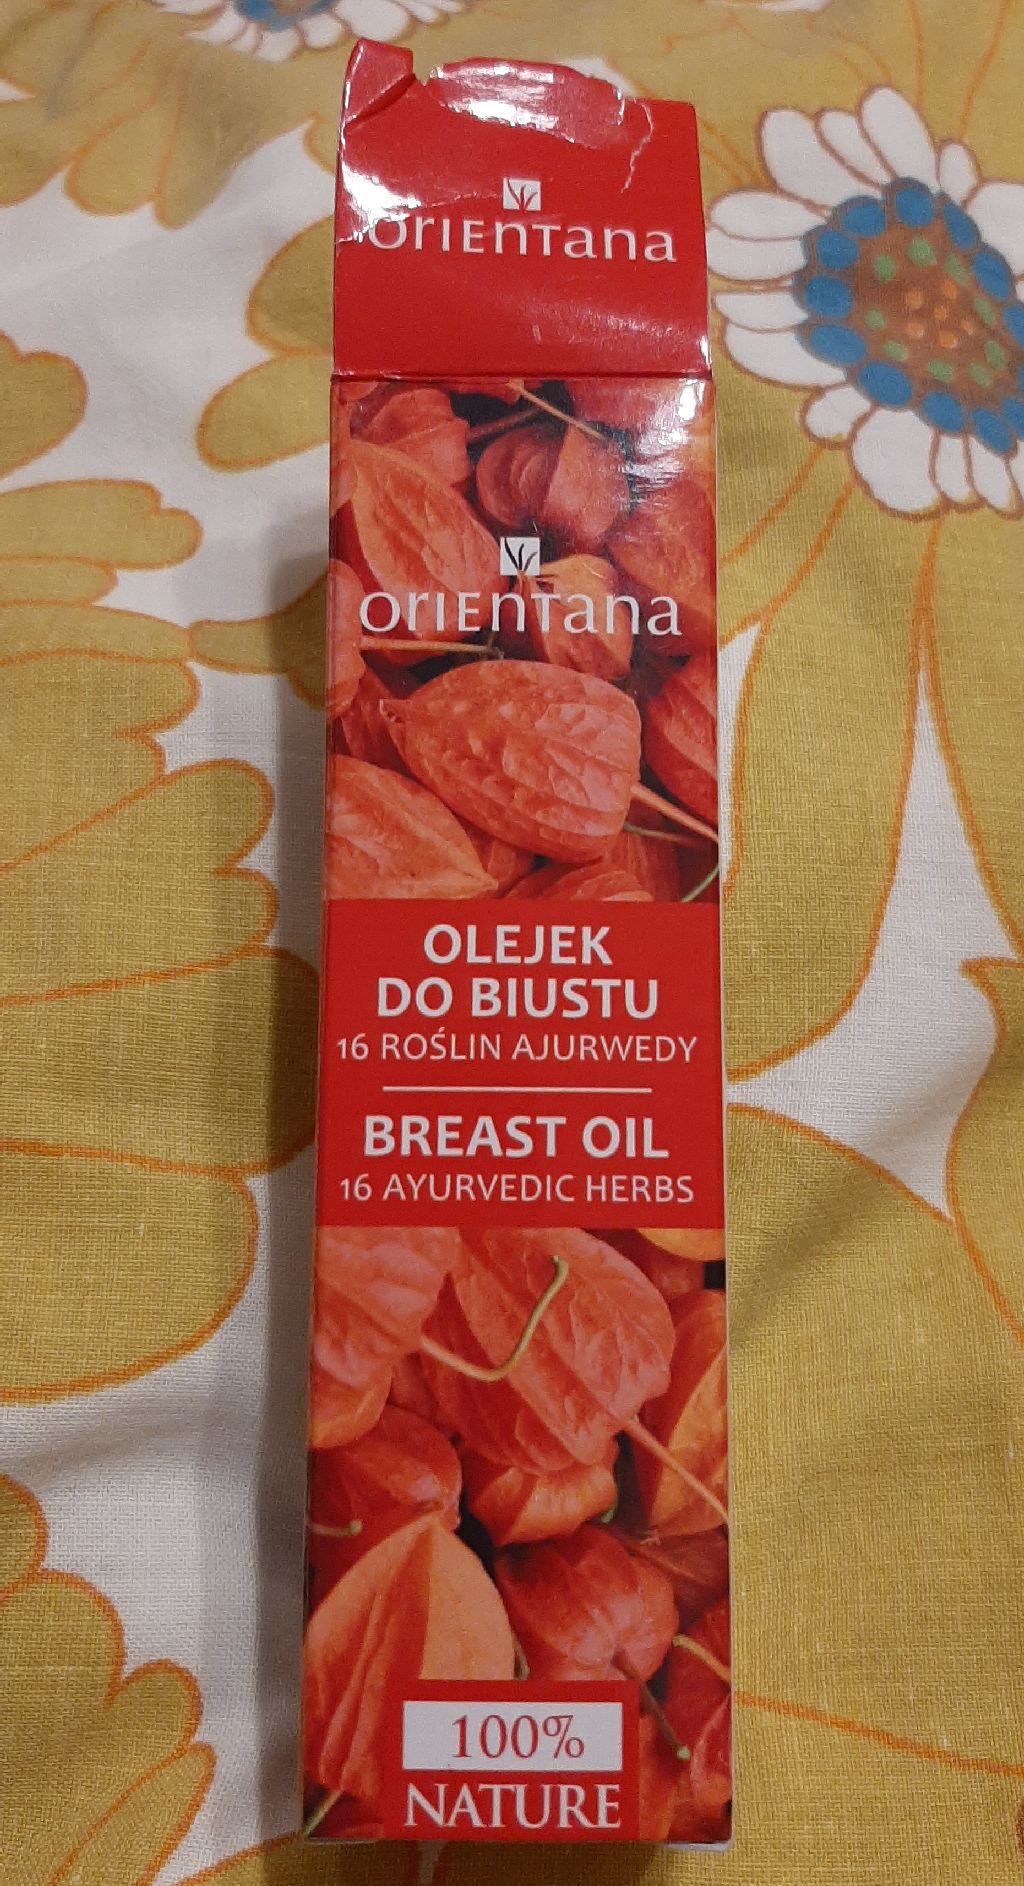 orIEnTana
orIEnTana
OLEJEK
DO BIUSTU
16 ROŚLIN AJURWEDY
BREAST OIL
16 AYURVEDIC HERBS
100%
NATURE